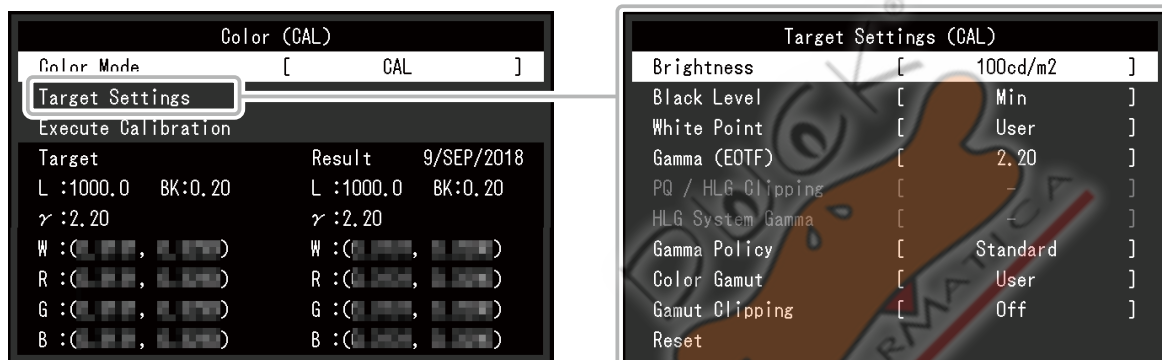 Color (CAL)
Color Mode [ CAL ]
Target Settings
Execute Calibration
Target Result 9/SEP/2018
L :1000.0 BK:0.20 L :1000.0 BK:0.20
γ :2.20 γ :2.20
W :( , ) W :( , )
R :( , ) R :( , )
G :( , ) G :( , )
B :( , ) B :( , )
Target Settings (CAL)
Brightness [ 100cd/m2 ]
Black Level [ Min ]
White Point [ User ]
Gamma (EOTF) [ 2.20 ]
PQ / HLG Clipping [ - ]
HLG System Gamma [ - ]
Gamma Policy [ Standard ]
Color Gamut [ User ]
Gamut Clipping [ Off ]
Reset